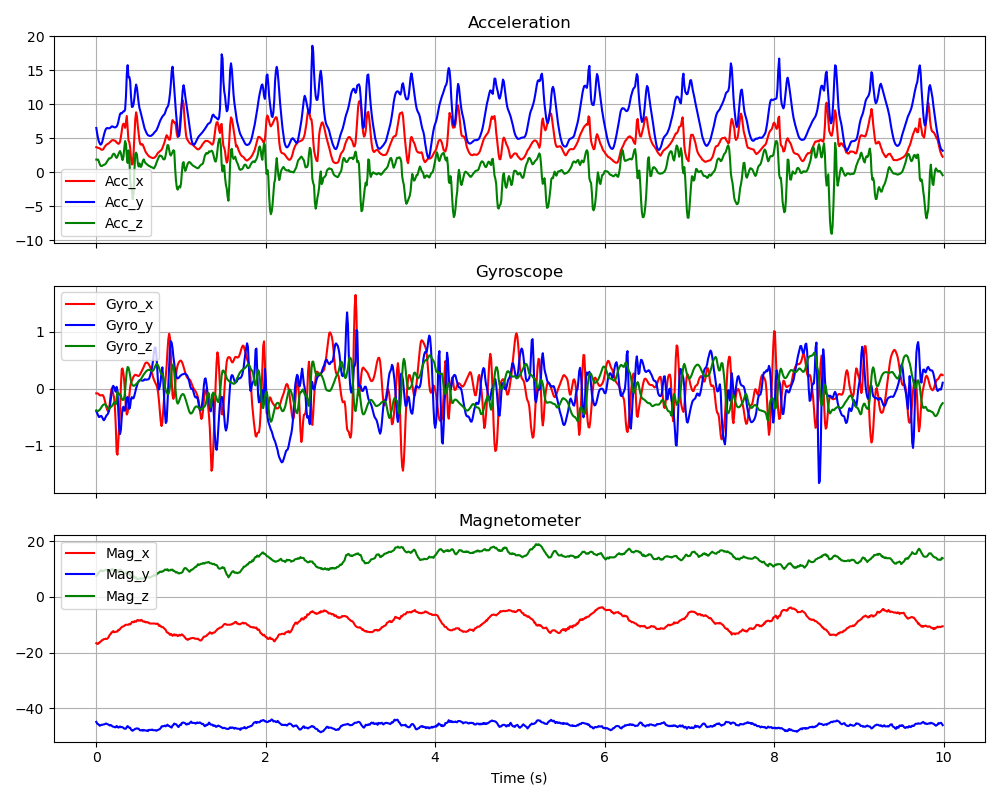 Acceleration
20
15
10
5
0
−5
−10
Acc_x
Acc_y
Acc_z
Gyroscope
1
0
−1
Gyro_x
Gyro_y
Gyro_z
Magnetometer
20
0
−20
−40
Mag_x
Mag_y
Mag_z
0 2 4 6 8 10
Time (s)